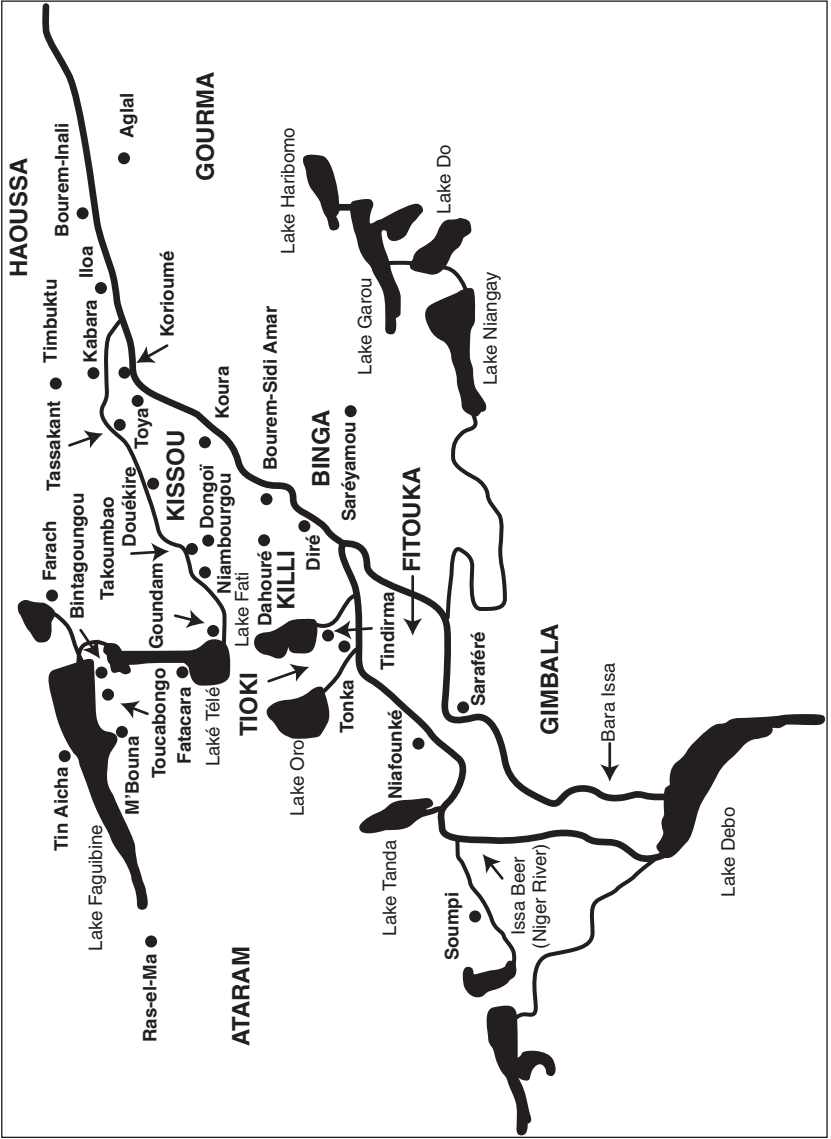 HAOUSSA
GOURMA
Aglal
Bourem-Inali
Iloa
Korioumé
Kabara
Timbuktu
Tassakant
Toya
KISSOU
Koura
Bourem-Sidi Amar
BINGA
Saréyamou
Lake Haribomo
Lake Do
Lake Garou
Lake Niangay
Farach
Bintagoungou
Takoumbao
Douékire
Dongoï
Niambourgou
Goundam
Lake Fati
Dahouré
KILLI
Diré
FITOUKA
Tindirma
TIOKI
Tonka
Toucabongo
Fatacara
Laké Télé
M'Bouna
Tin Aicha
Lake Faguibine
Lake Oro
Niafounké
Saraféré
GIMBALA
Bara Issa
Lake Tanda
Lake Debo
Issa Beer
(Niger River)
Soumpi
Ras-el-Ma
ATARAM